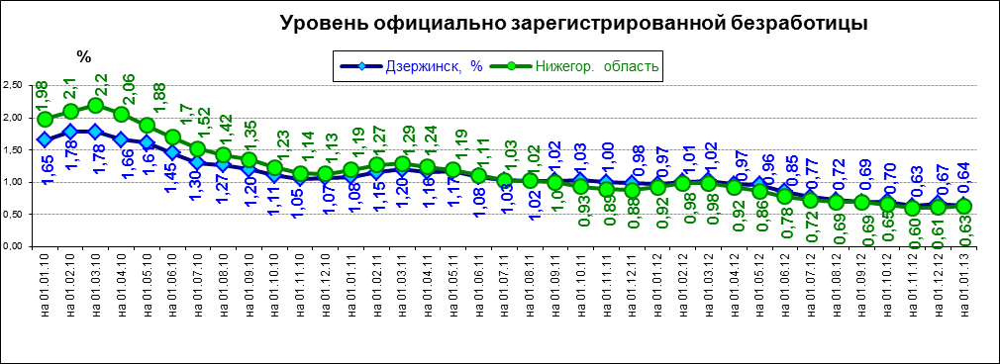 Уровень официально зарегистрированной безработицы
%
Дзержинск, %
Нижегор. область
2,50
2,00
1,50
1,00
0,50
0,00
1,98 2,1 2,2 2,06 1,88 1,7 1,52 1,42 1,35 1,23 1,14 1,13 1,19 1,27 1,29 1,24 1,19 1,11 1,03 1,02 1,02 1,03 1,00 0,98 0,97 1,01 1,02 0,97 0,96 0,85 0,77 0,72 0,69 0,70 0,63 0,67 0,64
1,65 1,78 1,78 1,66 1,61 1,45 1,30 1,27 1,20 1,11 1,05 1,07 1,08 1,15 1,20 1,16 1,17 1,08 1,03 1,02 0,93 0,89 0,88 0,92 0,98 0,98 0,92 0,86 0,78 0,72 0,69 0,69 0,65 0,60 0,61 0,63
на 01.01.10
на 01.02.10
на 01.03.10
на 01.04.10
на 01.05.10
на 01.06.10
на 01.07.10
на 01.08.10
на 01.09.10
на 01.10.10
на 01.11.10
на 01.12.10
на 01.01.11
на 01.02.11
на 01.03.11
на 01.04.11
на 01.05.11
на 01.06.11
на 01.07.11
на 01.08.11
на 01.09.11
на 01.10.11
на 01.11.11
на 01.12.11
на 01.01.12
на 01.02.12
на 01.03.12
на 01.04.12
на 01.05.12
на 01.06.12
на 01.07.12
на 01.08.12
на 01.09.12
на 01.10.12
на 01.11.12
на 01.12.12
на 01.01.13